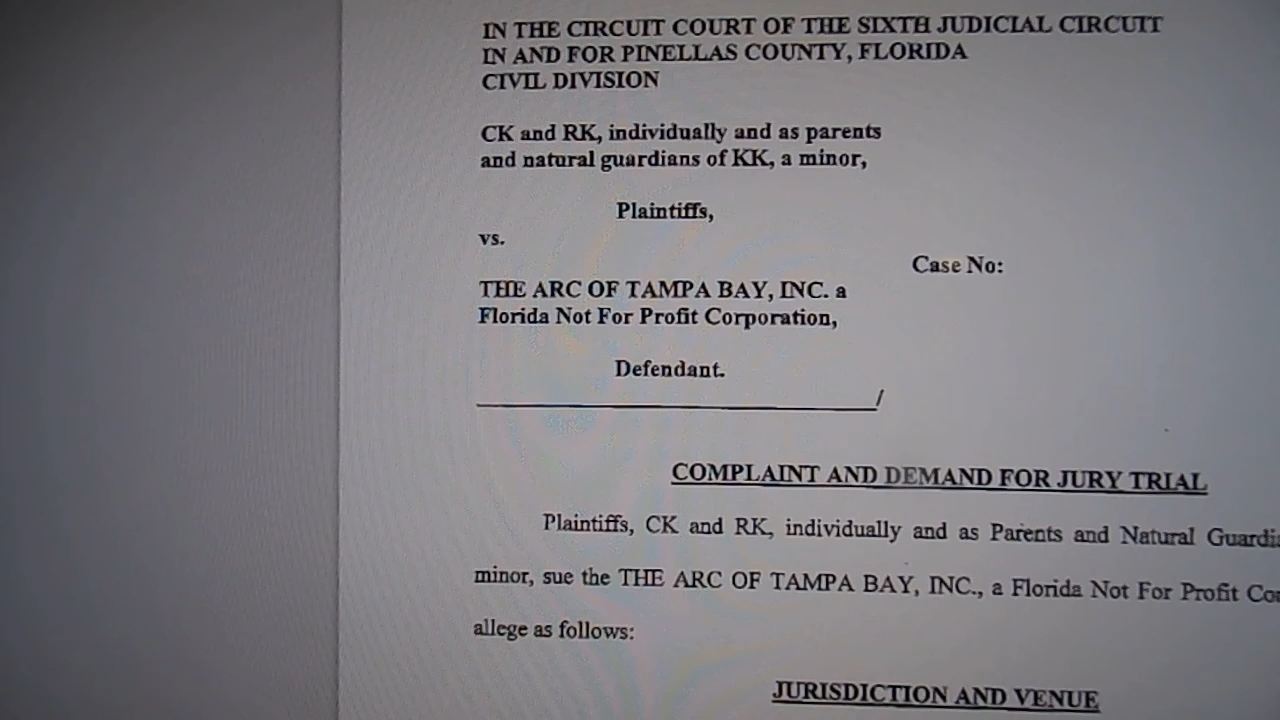 IN THE CIRCUIT COURT OF THE SIXTH JUDICIAL CIRCUIT
IN AND FOR PINELLAS COUNTY, FLORIDA
CIVIL DIVISION
CK and RK, individually and as parents
and natural guardians of KK, a minor,
Plaintiffs,
vs.
Case No:
THE ARC OF TAMPA BAY, INC. a
Florida Not For Profit Corporation,
Defendant.
/
COMPLAINT AND DEMAND FOR JURY TRIAL
Plaintiffs, CK and RK, individually and as Parents and Natural
minor, sue the THE ARC OF TAMPA BAY, INC., a Florida Not For Profit
allege as follows:
JURISDICTION AND VENUE